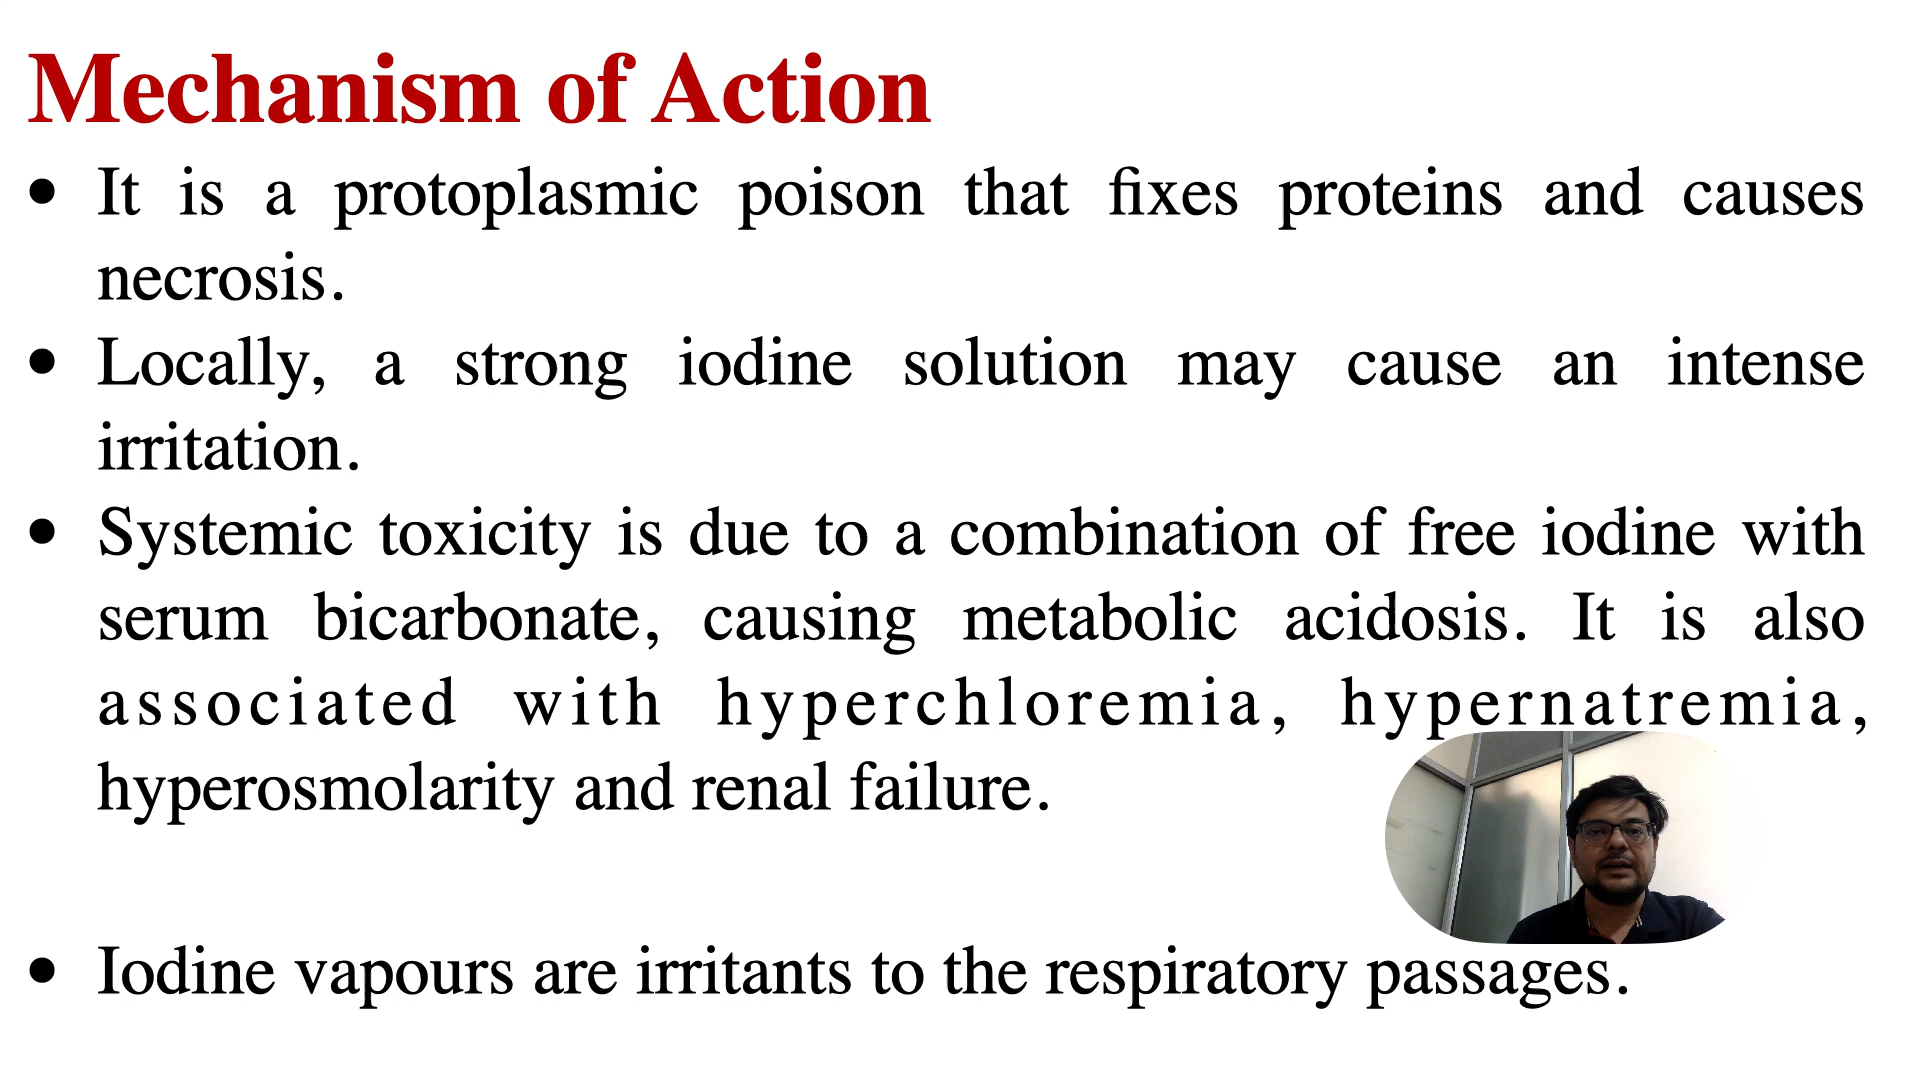 Mechanism of Action
• It is a protoplasmic poison that fixes proteins and causes
necrosis.
• Locally, a strong iodine solution may cause an intense
irritation.
• Systemic toxicity is due to a combination of free iodine with
serum bicarbonate, causing metabolic acidosis. It is also
associated with hyperchloremia, hypernatremia,
hyperosmolarity and renal failure.
• Iodine vapours are irritants to the respiratory passages.